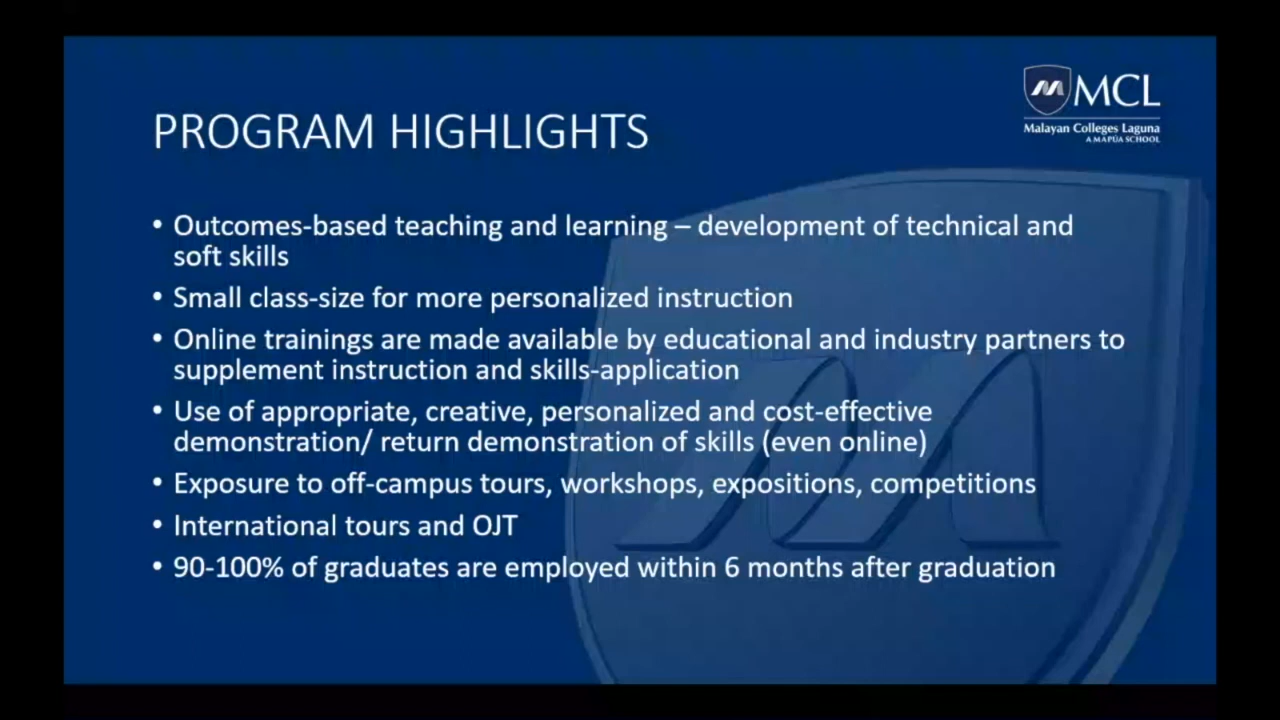 MCL
Malayan Colleges Laguna
A MAPÚA SCHOOL
PROGRAM HIGHLIGHTS
• Outcomes-based teaching and learning – development of technical and
soft skills
• Small class-size for more personalized instruction
• Online trainings are made available by educational and industry partners to
supplement instruction and skills-application
• Use of appropriate, creative, personalized and cost-effective
demonstration/ return demonstration of skills (even online)
• Exposure to off-campus tours, workshops, expositions, competitions
• International tours and OJT
• 90-100% of graduates are employed within 6 months after graduation